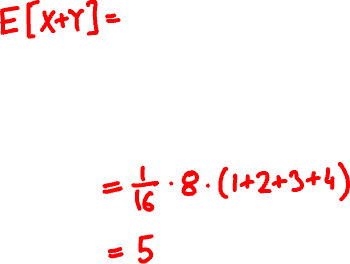 E[X+Y]=
= 1/16 · 8 · (1+2+3+4)
= 5